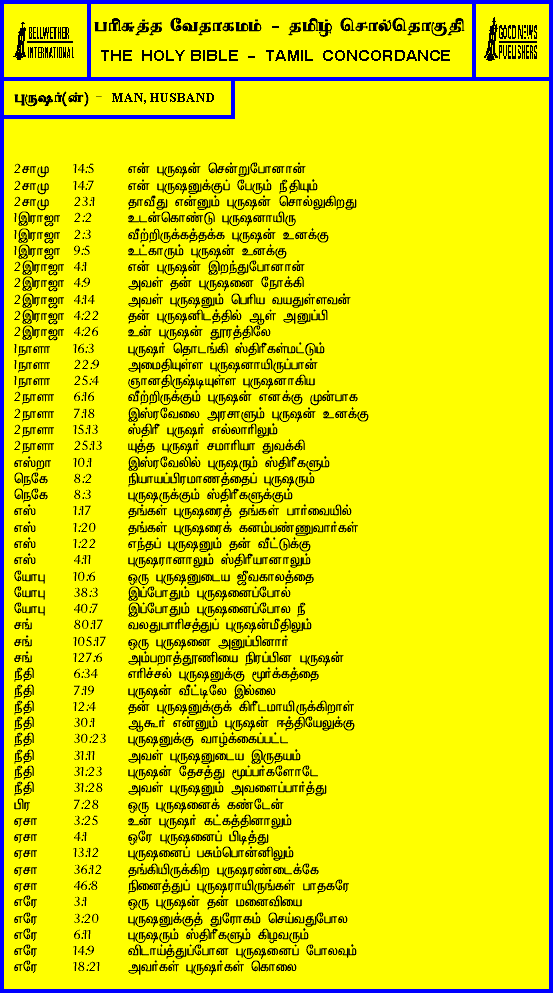 BELLWETHER
INTERNATIONAL
பரிசுத்த வேதாகமம் - தமிழ் சொல்தொகுதி
THE HOLY BIBLE - TAMIL CONCORDANCE
GOOD NEWS
PUBLISHERS
புருஷர்(ன்) - MAN, HUSBAND
2சாமு 14:5 என் புருஷன் சென்றுபோனான்
2சாமு 14:7 என் புருஷனுக்குப் பேரும் நீதியும்
2சாமு 23:1 தாவீது என்னும் புருஷன் சொல்லுகிறது
1இராஜா 2:2 உடன்கொண்டு புருஷனாயிரு
1இராஜா 2:3 வீற்றிருக்கத்தக்க புருஷன் உனக்கு
1இராஜா 9:5 உட்காரும் புருஷன் உனக்கு
2இராஜா 4:1 என் புருஷன் இறந்துபோனான்
2இராஜா 4:9 அவள் தன் புருஷனை நோக்கி
2இராஜா 4:14 அவள் புருஷனும் பெரிய வயதுள்ளவன்
2இராஜா 4:22 தன் புருஷனிடத்தில் ஆள் அனுப்பி
2இராஜா 4:26 உன் புருஷன் தூரத்திலே
1நாளா 16:3 புருஷர் தொடங்கி ஸ்திரீகள்மட்டும்
1நாளா 22:9 அமைதியுள்ள புருஷனாயிருப்பான்
1நாளா 25:4 ஞானதிருஷ்டியுள்ள புருஷனாகிய
2நாளா 6:16 வீற்றிருக்கும் புருஷன் எனக்கு முன்பாக
2நாளா 7:18 இஸ்ரவேலை அரசாளும் புருஷன் உனக்கு
2நாளா 15:13 ஸ்திரீ புருஷர் எல்லாரிலும்
2நாளா 25:13 யுத்த புருஷர் சமாரியா துவக்கி
எஸ்றா 10:1 இஸ்ரவேலில் புருஷரும் ஸ்திரீகளும்
நெகே 8:2 நியாயப்பிரமாணத்தைப் புருஷரும்
நெகே 8:3 புருஷருக்கும் ஸ்திரீகளுக்கும்
எஸ் 1:17 தங்கள் புருஷரைத் தங்கள் பார்வையில்
எஸ் 1:20 தங்கள் புருஷரைக் கனம்பண்ணுவார்கள்
எஸ் 1:22 எந்தப் புருஷனும் தன் வீட்டுக்கு
எஸ் 4:11 புருஷரானாலும் ஸ்திரீயானாலும்
யோபு 10:6 ஒரு புருஷனுடைய ஜீவகாலத்தை
யோபு 38:3 இப்போதும் புருஷனைப்போல்
யோபு 40:7 இப்போதும் புருஷனைப்போல நீ
சங் 80:17 வலதுபாரிசத்துப் புருஷன்மீதிலும்
சங் 105:17 ஒரு புருஷனை அனுப்பினார்
சங் 127:6 அம்பறாத்தூணியை நிரப்பின புருஷன்
நீதி 6:34 எரிச்சல் புருஷனுக்கு மூர்க்கத்தை
நீதி 7:19 புருஷன் வீட்டிலே இல்லை
நீதி 12:4 தன் புருஷனுக்குக் கிரீடமாயிருக்கிறாள்
நீதி 30:1 ஆகூர் என்னும் புருஷன் ஈத்தியேலுக்கு
நீதி 30:23 புருஷனுக்கு வாழ்க்கைப்பட்ட
நீதி 31:11 அவள் புருஷனுடைய இருதயம்
நீதி 31:23 புருஷன் தேசத்து மூப்பர்களோடே
நீதி 31:28 அவள் புருஷனும் அவளைப்பார்த்து
பிர 7:28 ஒரு புருஷனைக் கண்டேன்
ஏசா 3:25 உன் புருஷர் கட்கத்தினாலும்
ஏசா 4:1 ஒரே புருஷனைப் பிடித்து
ஏசா 13:12 புருஷனைப் பசும்பொன்னிலும்
ஏசா 36:12 தங்கியிருக்கிற புருஷரண்டைக்கே
ஏசா 46:8 நினைத்துப் புருஷராயிருங்கள் பாதகரே
எரே 3:1 ஒரு புருஷன் தன் மனைவியை
எரே 3:20 புருஷனுக்குத் துரோகம் செய்வதுபோல
எரே 6:11 புருஷரும் ஸ்திரீகளும் கிழவரும்
எரே 14:9 விடாய்த்துப்போன புருஷனைப் போலவும்
எரே 18:21 அவர்கள் புருஷர்கள் கொலை